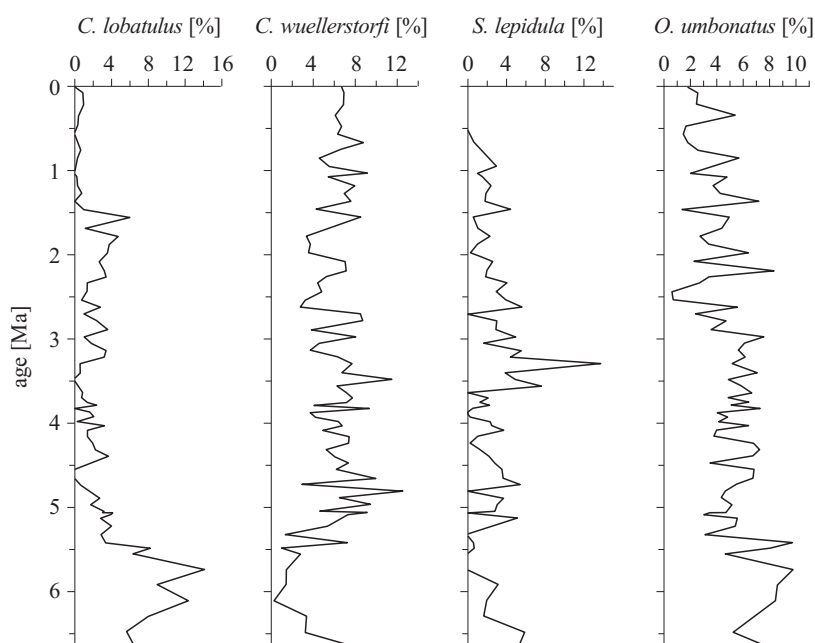 C. lobatulus [%] C. wuellerstorfi [%] S. lepidula [%] O. umbonatus [%]
0 4 8 12 16 0 4 8 12 0 4 8 12 0 2 4 6 8 10
0
1
2
3
4
5
6
age [Ma]